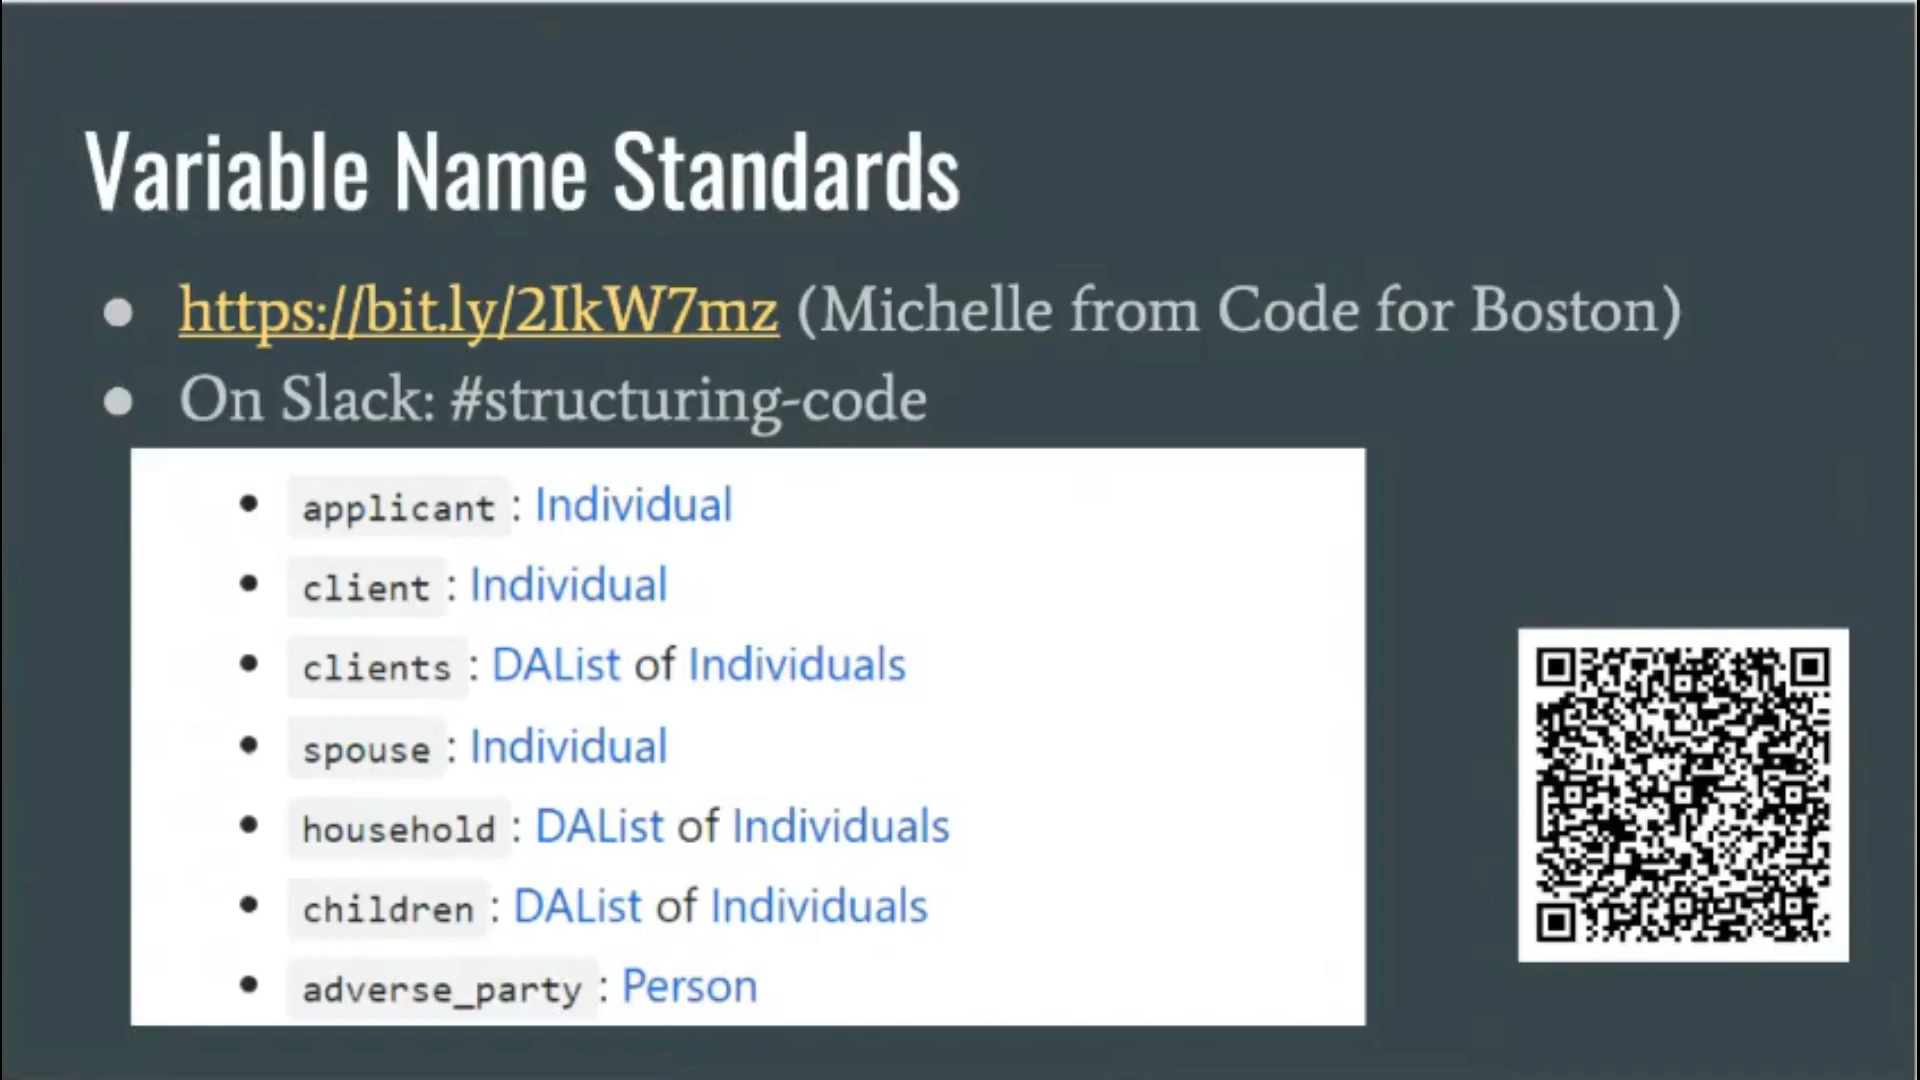 Variable Name Standards
● https://bit.ly/2IkW7mz (Michelle from Code for Boston)
● On Slack: #structuring-code
• applicant : Individual
• client : Individual
• clients : DAList of Individuals
• spouse : Individual
• household : DAList of Individuals
• children : DAList of Individuals
• adverse_party : Person